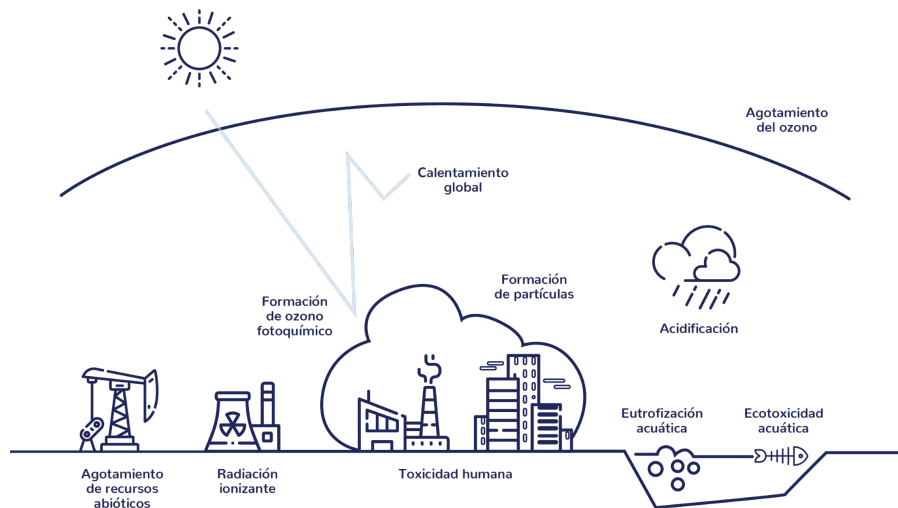 Agotamiento
del ozono
Calentamiento
global
Formación
de partículas
Formación
de ozono
fotoquímico
Acidificación
Eutrofización
acuática
Ecotoxicidad
acuática
Agotamiento
de recursos
abióticos
Radiación
ionizante
Toxicidad humana